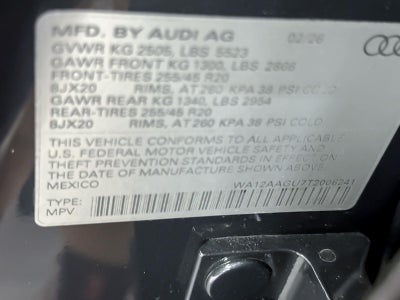 MFD. BY AUDI AG 02/26
GVWR KG 2505, LBS 5523
GAWR FRONT KG 1300, LBS 2866
FRONT-TIRES 255/45 R20
8JX20 RIMS, AT 260 KPA 38 PSI COLD
GAWR REAR KG 1340, LBS 2954
REAR-TIRES 255/45 R20
8JX20 RIMS, AT 260 KPA 38 PSI COLD
THIS VEHICLE CONFORMS TO ALL APPLICABLE
U.S. FEDERAL MOTOR VEHICLE SAFETY AND
THEFT PREVENTION STANDARDS IN EFFECT ON
THE DATE OF MANUFACTURE SHOWN ABOVE.
MEXICO WA12AAGU7T2006241
TYPE:
MPV